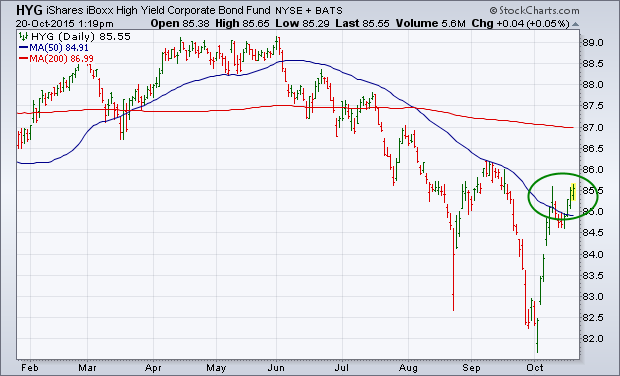 HYG iShares iBoxx High Yield Corporate Bond Fund NYSE + BATS © StockCharts.com
20-Oct-2015 1:19pm Open 85.38 High 85.65 Low 85.29 Last 85.55 Volume 5.6M Chg +0.04 (+0.05%)
HYG (Daily) 85.55
MA(50) 84.91
MA(200) 86.99
89.0
88.5
88.0
87.5
87.0
86.5
86.0
85.5
85.0
84.5
84.0
83.5
83.0
82.5
82.0
Feb Mar Apr May Jun Jul Aug Sep Oct